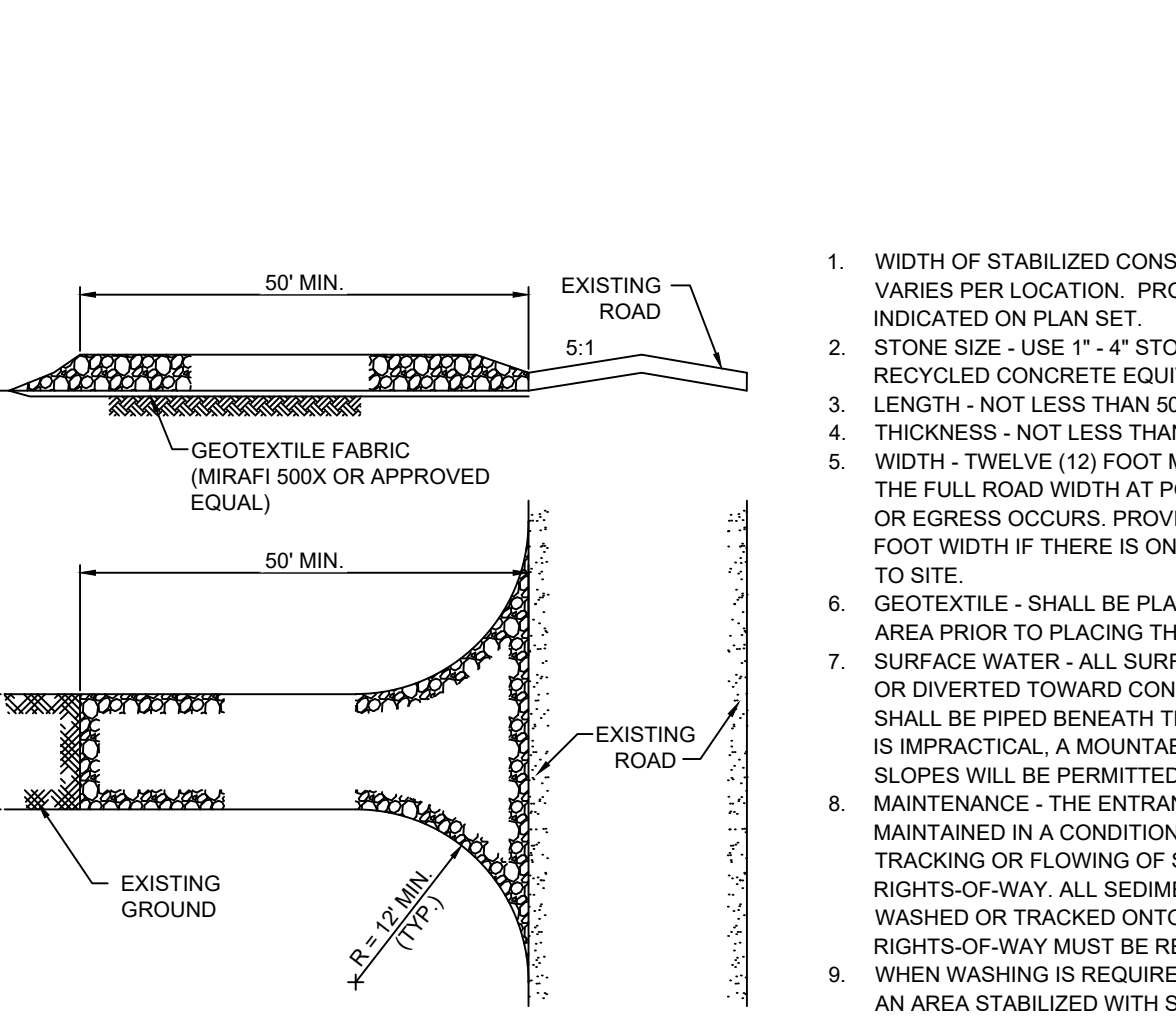 50' MIN.
EXISTING
ROAD
5:1
GEOTEXTILE FABRIC
(MIRAFI 500X OR APPROVED
EQUAL)
50' MIN.
EXISTING
ROAD
EXISTING
GROUND
R = 12' MIN.
(TYP.)
1. WIDTH OF STABILIZED CONS
VARIES PER LOCATION. PRO
INDICATED ON PLAN SET.
2. STONE SIZE - USE 1" - 4" STO
RECYCLED CONCRETE EQUI
3. LENGTH - NOT LESS THAN 50
4. THICKNESS - NOT LESS THAN
5. WIDTH - TWELVE (12) FOOT M
THE FULL ROAD WIDTH AT PO
OR EGRESS OCCURS. PROVI
FOOT WIDTH IF THERE IS ON
TO SITE.
6. GEOTEXTILE - SHALL BE PLA
AREA PRIOR TO PLACING TH
7. SURFACE WATER - ALL SURF
OR DIVERTED TOWARD CON
SHALL BE PIPED BENEATH T
IS IMPRACTICAL, A MOUNTAB
SLOPES WILL BE PERMITTED
8. MAINTENANCE - THE ENTRAN
MAINTAINED IN A CONDITION
TRACKING OR FLOWING OF S
RIGHTS-OF-WAY. ALL SEDIME
WASHED OR TRACKED ONTO
RIGHTS-OF-WAY MUST BE RE
9. WHEN WASHING IS REQUIRE
AN AREA STABILIZED WITH S